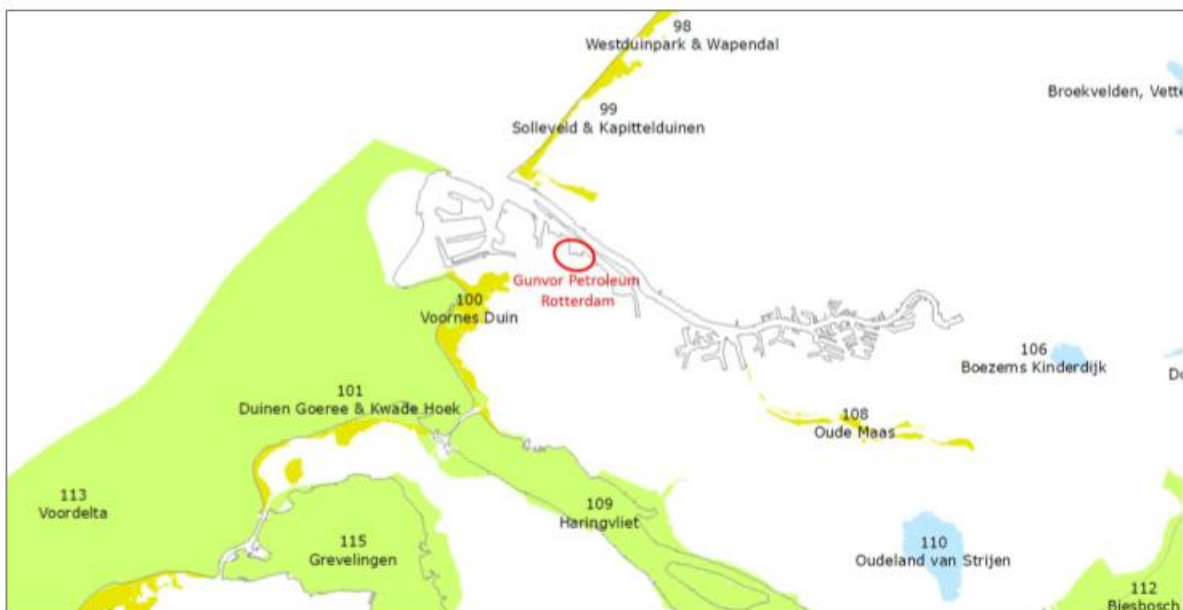 98
Westduinpark & Wapendal
Broekvelden, Vette
99
Solleveld & Kapittelduinen
Gunvor Petroleum
Rotterdam
100
Voornes Duin
106
Boezems Kinderdijk
Do
101
Duinen Goeree & Kwade Hoek
108
Oude Maas
113
Voordelta
109
Haringvliet
115
Grevelingen
110
Oudeland van Strijen
112
Biesbosch